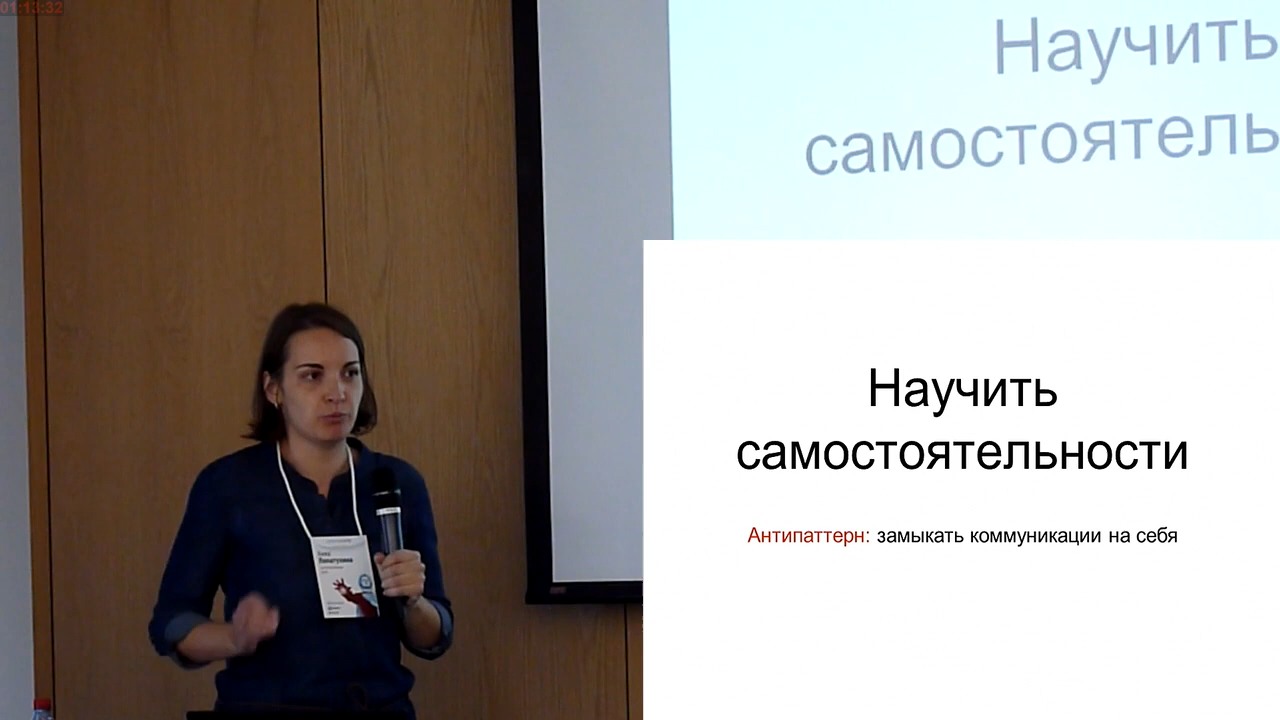 01:13:32
Научить
самостоятель
Научить
самостоятельности
Антипаттерн: замыкать коммуникации на себя